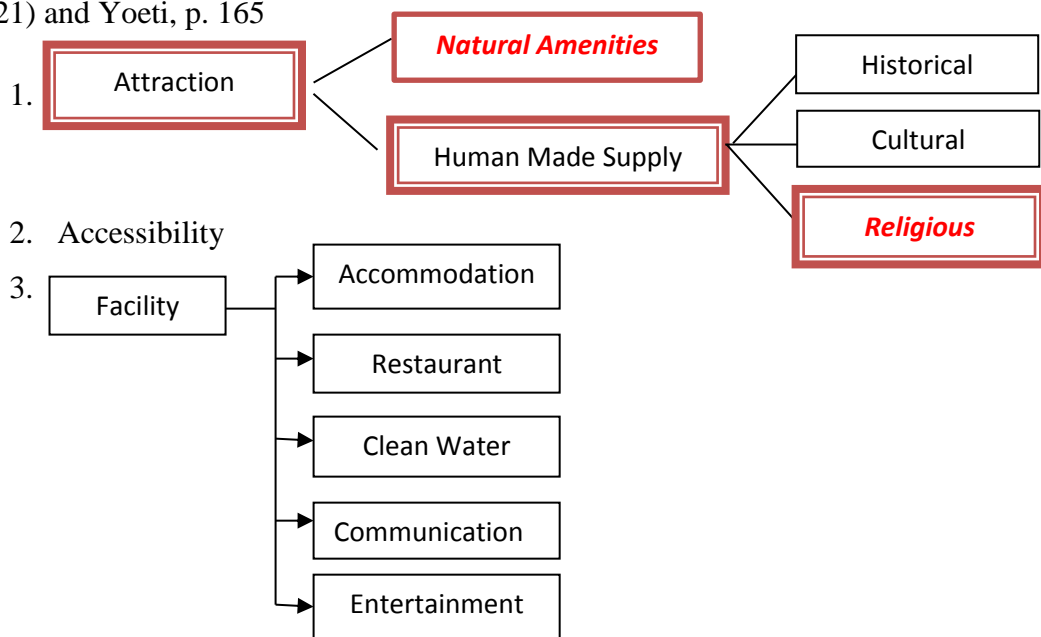 21) and Yoeti, p. 165
1. Attraction
Natural Amenities
Human Made Supply
Historical
Cultural
Religious
2. Accessibility
3. Facility
Accommodation
Restaurant
Clean Water
Communication
Entertainment